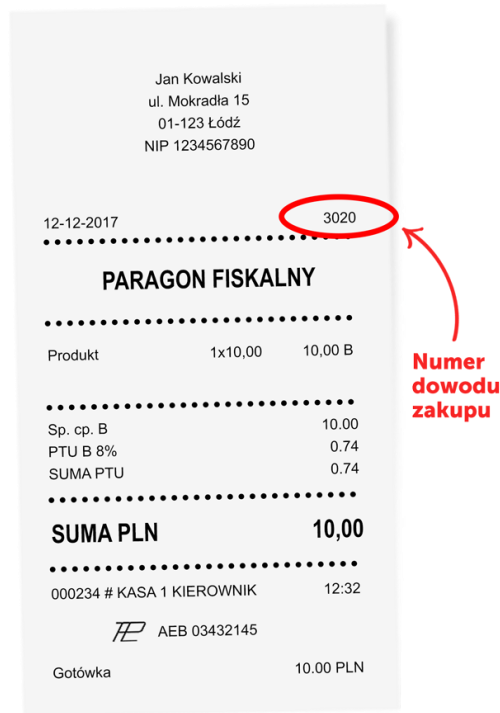 Jan Kowalski
ul. Mokradła 15
01-123 Łódź
NIP 1234567890
12-12-2017 3020
PARAGON FISKALNY
Produkt 1x10,00 10,00 B
Sp. cp. B 10.00
PTU B 8% 0.74
SUMA PTU 0.74
SUMA PLN 10,00
000234 # KASA 1 KIEROWNIK 12:32
AEB 03432145
Gotówka 10.00 PLN
Numer
dowodu
zakupu